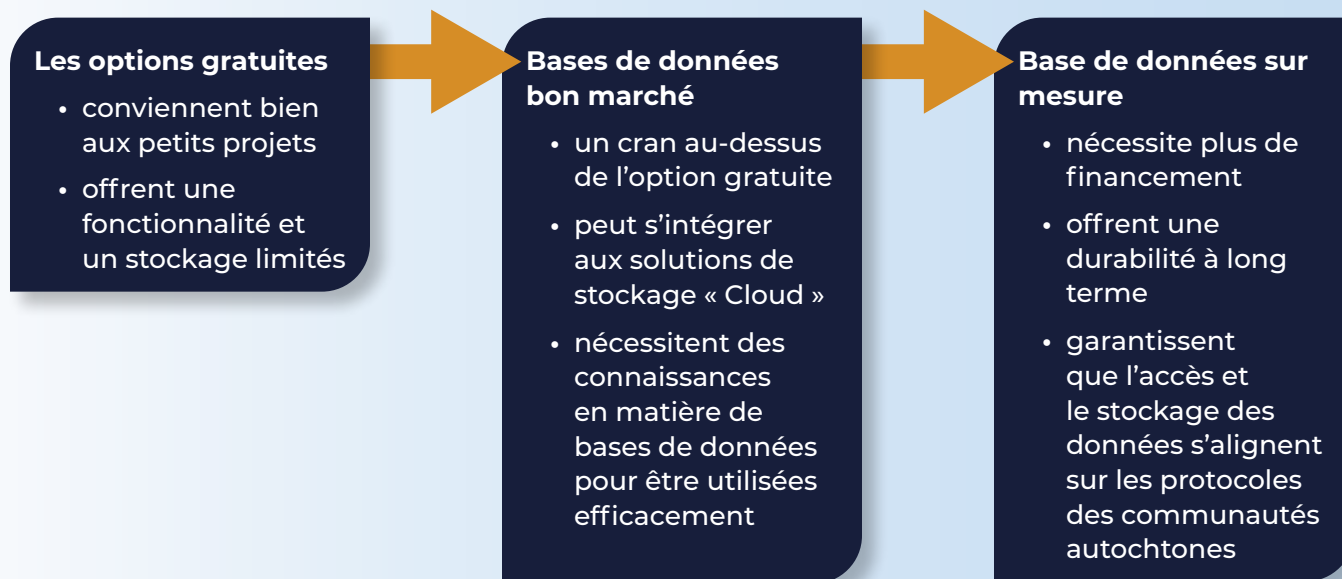 Les options gratuites
• conviennent bien
aux petits projets
• offrent une
fonctionnalité et
un stockage limités
Bases de données
bon marché
• un cran au-dessus
de l’option gratuite
• peut s’intégrer
aux solutions de
stockage « Cloud »
• nécessitent des
connaissances
en matière de
bases de données
pour être utilisées
efficacement
Base de données sur
mesure
• nécessite plus de
financement
• offrent une
durabilité à long
terme
• garantissent
que l’accès et
le stockage des
données s’alignent
sur les protocoles
des communautés
autochtones